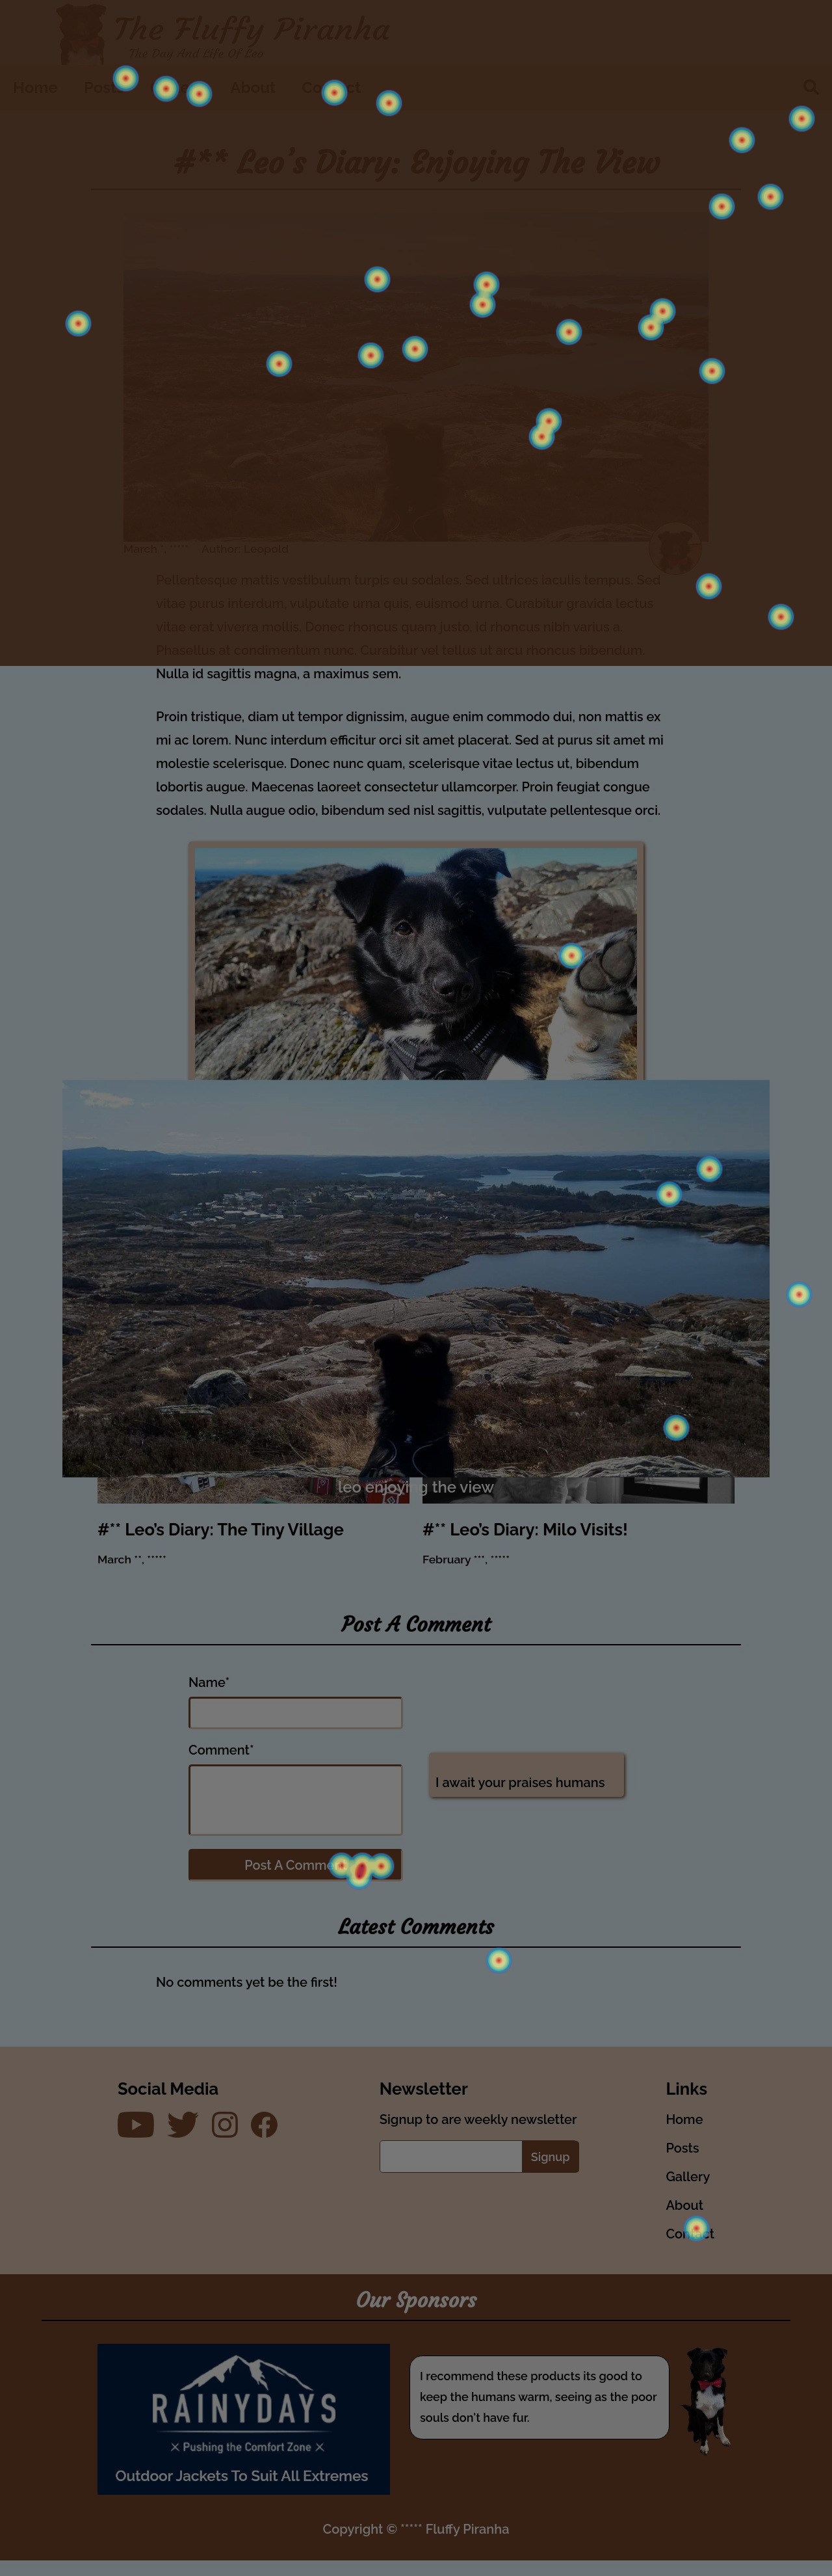 The Fluffy Piranha
The Day And Life Of Leo
Home
About
#** Leo's Diary: Enjoying The View
March *, ***** Author: Leopold
Pellentesque mattis vestibulum turpis eu sodales. Sed ultrices iaculis tempus. Sed
vitae purus interdum, vulputate urna quis, euismod urna. Curabitur gravida lectus
vitae erat viverra mollis. Donec rhoncus quam justo, id rhoncus nibh varius a.
Phasellus at condimentum nunc. Curabitur vel tellus ut arcu rhoncus bibendum.
Nulla id sagittis magna, a maximus sem.
Proin tristique, diam ut tempor dignissim, augue enim commodo dui, non mattis ex
mi ac lorem. Nunc interdum efficitur orci sit amet placerat. Sed at purus sit amet mi
molestie scelerisque. Donec nunc quam, scelerisque vitae lectus ut, bibendum
lobortis augue. Maecenas laoreet consectetur ullamcorper. Proin feugiat congue
sodales. Nulla augue odio, bibendum sed nisl sagittis, vulputate pellentesque orci.
leo enjoying the view
#** Leo's Diary: The Tiny Village
March **, *****
#** Leo's Diary: Milo Visits!
February ***, *****
Post A Comment
Name*
Comment*
I await your praises humans
Post A Comment
Latest Comments
No comments yet be the first!
Social Media
Newsletter
Signup to are weekly newsletter
Signup
Links
Home
Posts
Gallery
About
Contact
Our Sponsors
RAINYDAYS
× Pushing the Comfort Zone ×
Outdoor Jackets To Suit All Extremes
I recommend these products its good to
keep the humans warm, seeing as the poor
souls don't have fur.
Copyright © ***** Fluffy Piranha